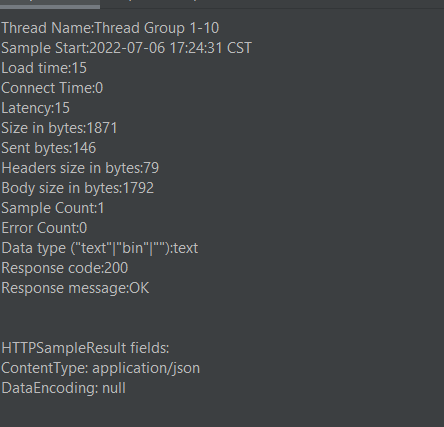 Thread Name:Thread Group 1-10
Sample Start:2022-07-06 17:24:31 CST
Load time:15
Connect Time:0
Latency:15
Size in bytes:1871
Sent bytes:146
Headers size in bytes:79
Body size in bytes:1792
Sample Count:1
Error Count:0
Data type ("text"|"bin"|""):text
Response code:200
Response message:OK
HTTPSampleResult fields:
ContentType: application/json
DataEncoding: null